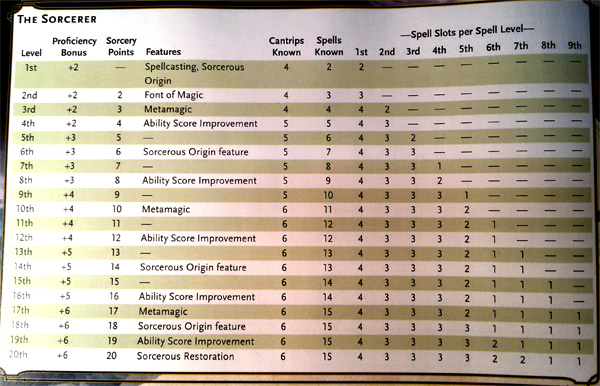 THE SORCERER
—Spell Slots per Spell Level—
Proficiency Sorcery Cantrips Spells
Level Bonus Points Features Known Known 1st 2nd 3rd 4th 5th 6th 7th 8th 9th
1st +2 — Spellcasting, Sorcerous 4 2 2 — — — — — — — —
Origin
2nd +2 2 Font of Magic 4 3 3 — — — — — — — —
3rd +2 3 Metamagic 4 4 4 2 — — — — — — —
4th +2 4 Ability Score Improvement 5 5 4 3 — — — — — — —
5th +3 5 — 5 6 4 3 2 — — — — — —
6th +3 6 Sorcerous Origin feature 5 7 4 3 3 — — — — — —
7th +3 7 — 5 8 4 3 3 1 — — — — —
8th +3 8 Ability Score Improvement 5 9 4 3 3 2 — — — — —
9th +4 9 — 5 10 4 3 3 3 1 — — — —
10th +4 10 Metamagic 6 11 4 3 3 3 2 — — — —
11th +4 11 — 6 12 4 3 3 3 2 1 — — —
12th +4 12 Ability Score Improvement 6 12 4 3 3 3 2 1 — — —
13th +5 13 — 6 13 4 3 3 3 2 1 1 — —
14th +5 14 Sorcerous Origin feature 6 13 4 3 3 3 2 1 1 — —
15th +5 15 — 6 14 4 3 3 3 2 1 1 1 —
16th +5 16 Ability Score Improvement 6 14 4 3 3 3 2 1 1 1 —
17th +6 17 Metamagic 6 15 4 3 3 3 2 1 1 1 1
18th +6 18 Sorcerous Origin feature 6 15 4 3 3 3 3 1 1 1 1
19th +6 19 Ability Score Improvement 6 15 4 3 3 3 3 2 1 1 1
20th +6 20 Sorcerous Restoration 6 15 4 3 3 3 3 2 2 1 1